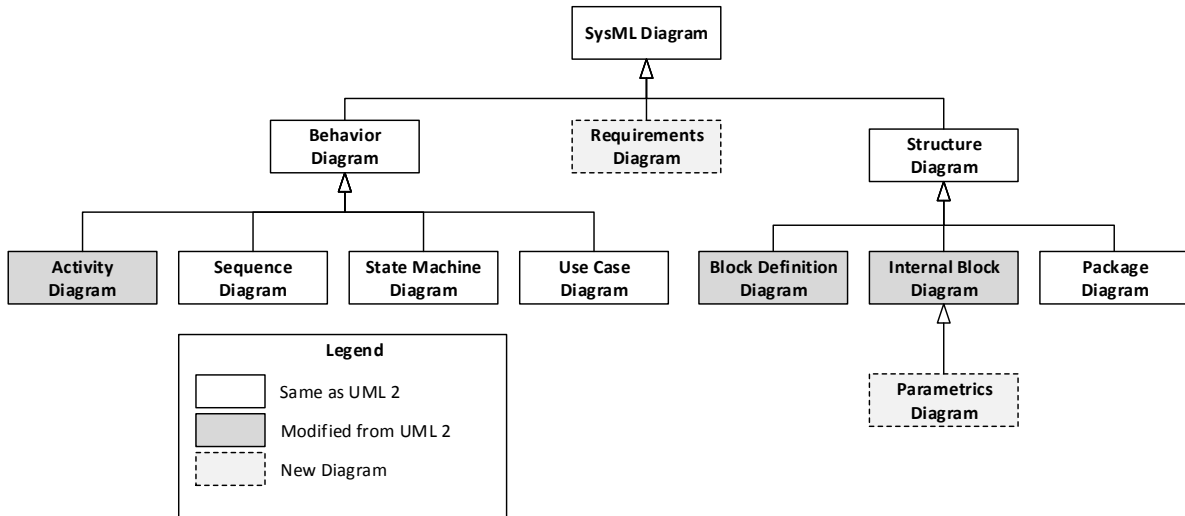 SysML Diagram
Behavior
Diagram
Requirements
Diagram
Structure
Diagram
Activity
Diagram
Sequence
Diagram
State Machine
Diagram
Use Case
Diagram
Block Definition
Diagram
Internal Block
Diagram
Package
Diagram
Parametrics
Diagram
Legend
Same as UML 2
Modified from UML 2
New Diagram